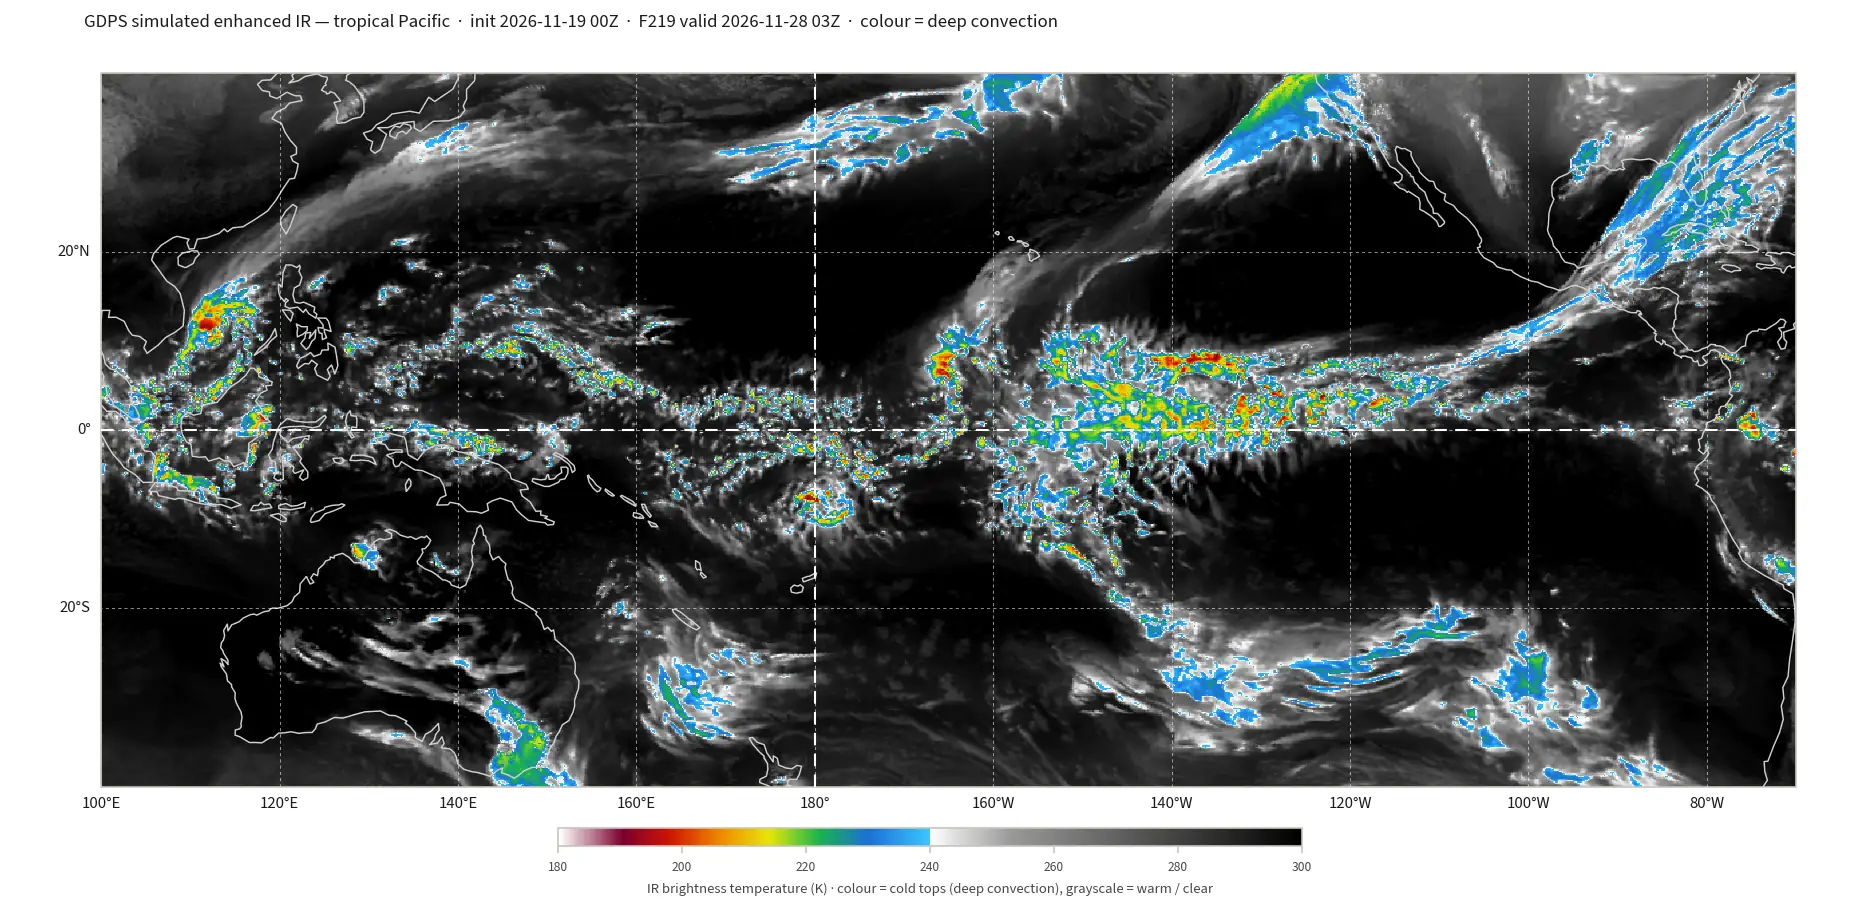 GDPS simulated enhanced IR — tropical Pacific · init 2026-11-19 00Z · F219 valid 2026-11-28 03Z · colour = deep convection
20°N
0°
20°S
100°E 120°E 140°E 160°E 180° 160°W 140°W 120°W 100°W 80°W
180 200 220 240 260 280 300
IR brightness temperature (K) · colour = cold tops (deep convection), grayscale = warm / clear